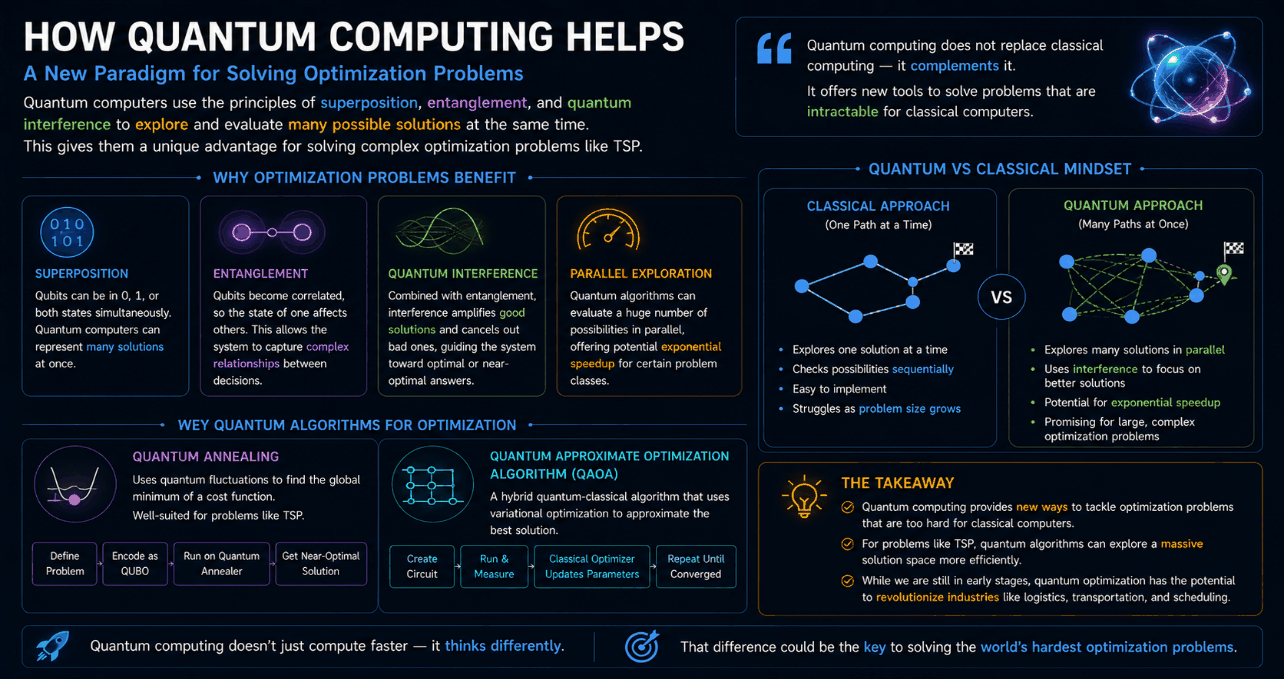 HOW QUANTUM COMPUTING HELPS
A New Paradigm for Solving Optimization Problems
Quantum computers use the principles of superposition, entanglement, and quantum
interference to explore and evaluate many possible solutions at the same time.
This gives them a unique advantage for solving complex optimization problems like TSP.
Quantum computing does not replace classical
computing — it complements it.
It offers new tools to solve problems that are
intractable for classical computers.
WHY OPTIMIZATION PROBLEMS BENEFIT
010
101
SUPERPOSITION
Qubits can be in 0, 1, or
both states simultaneously.
Quantum computers can
represent many solutions
at once.
ENTANGLEMENT
Qubits become correlated,
so the state of one affects
others. This allows the
system to capture complex
relationships between
decisions.
QUANTUM INTERFERENCE
Combined with entanglement,
interference amplifies good
solutions and cancels out
bad ones, guiding the system
toward optimal or near-
optimal answers.
PARALLEL EXPLORATION
Quantum algorithms can
evaluate a huge number of
possibilities in parallel,
offering potential exponential
speedup for certain problem
classes.
QUANTUM VS CLASSICAL MINDSET
CLASSICAL APPROACH
(One Path at a Time)
• Explores one solution at a time
• Checks possibilities sequentially
• Easy to implement
• Struggles as problem size grows
VS
QUANTUM APPROACH
(Many Paths at Once)
• Explores many solutions in parallel
• Uses interference to focus on
better solutions
• Potential for exponential speedup
• Promising for large, complex
optimization problems
WEY QUANTUM ALGORITHMS FOR OPTIMIZATION
QUANTUM ANNEALING
Uses quantum fluctuations to find the global
minimum of a cost function.
Well-suited for problems like TSP.
Define
Problem
Encode as
QUBO
Run on Quantum
Annealer
Get Near-Optimal
Solution
QUANTUM APPROXIMATE OPTIMIZATION
ALGORITHM (QAOA)
A hybrid quantum-classical algorithm that uses
variational optimization to approximate the
best solution.
Create
Circuit
Run &
Measure
Classical Optimizer
Updates Parameters
Repeat Until
Converged
THE TAKEAWAY
Quantum computing provides new ways to tackle optimization problems
that are too hard for classical computers.
For problems like TSP, quantum algorithms can explore a massive
solution space more efficiently.
While we are still in early stages, quantum optimization has the potential
to revolutionize industries like logistics, transportation, and scheduling.
Quantum computing doesn't just compute faster — it thinks differently.
That difference could be the key to solving the world's hardest optimization problems.